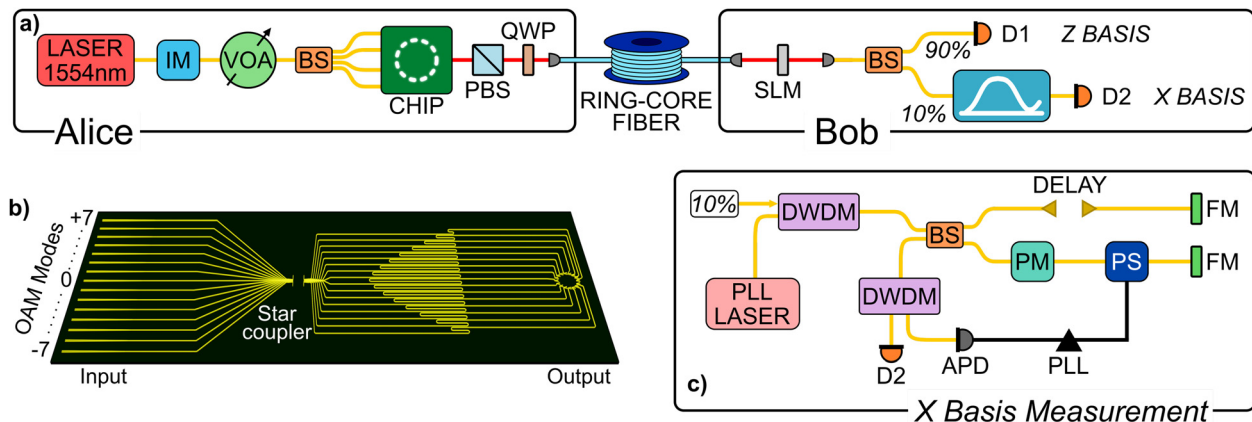 a)
LASER
1554nm
IM
VOA
BS
CHIP
PBS
QWP
Alice
RING-CORE
FIBER
SLM
BS
90%
10%
D1
Z BASIS
D2
X BASIS
Bob
b)
OAM Modes
+7
0
-7
Star
coupler
Input
Output
c)
10%
DWDM
PLL
LASER
DWDM
BS
DELAY
FM
PM
PS
FM
D2
APD
PLL
X Basis Measurement